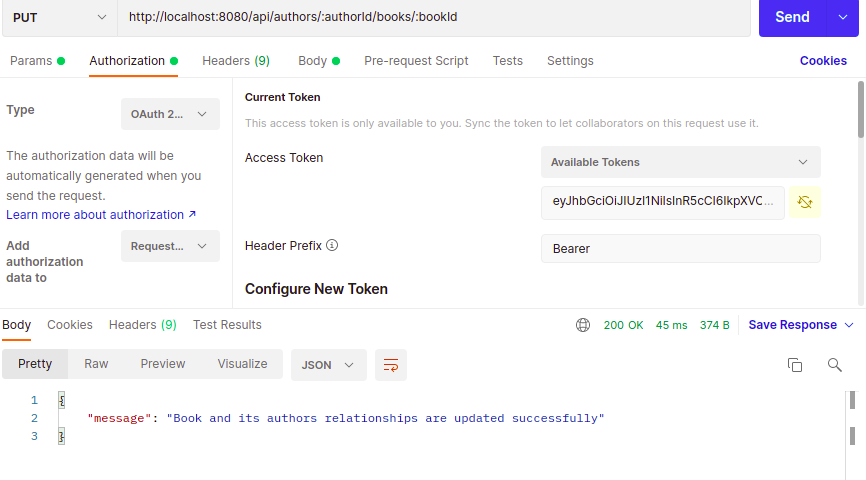 PUT http://localhost:8080/api/authors/:authorId/books/:bookId Send
Params Authorization Headers (9) Body Pre-request Script Tests Settings Cookies
Type OAuth 2...
The authorization data will be
automatically generated when you
send the request.
Learn more about authorization ↗
Add
authorization
data to
Request...
Current Token
This access token is only available to you. Sync the token to let collaborators on this request use it.
Access Token Available Tokens
eyJhbGciOiJIUzI1NiIsInR5cCI6IkpXVC...
Header Prefix Bearer
Configure New Token
Body Cookies Headers (9) Test Results 200 OK 45 ms 374 B Save Response
Pretty Raw Preview Visualize JSON
1 {
2 "message": "Book and its authors relationships are updated successfully"
3 }